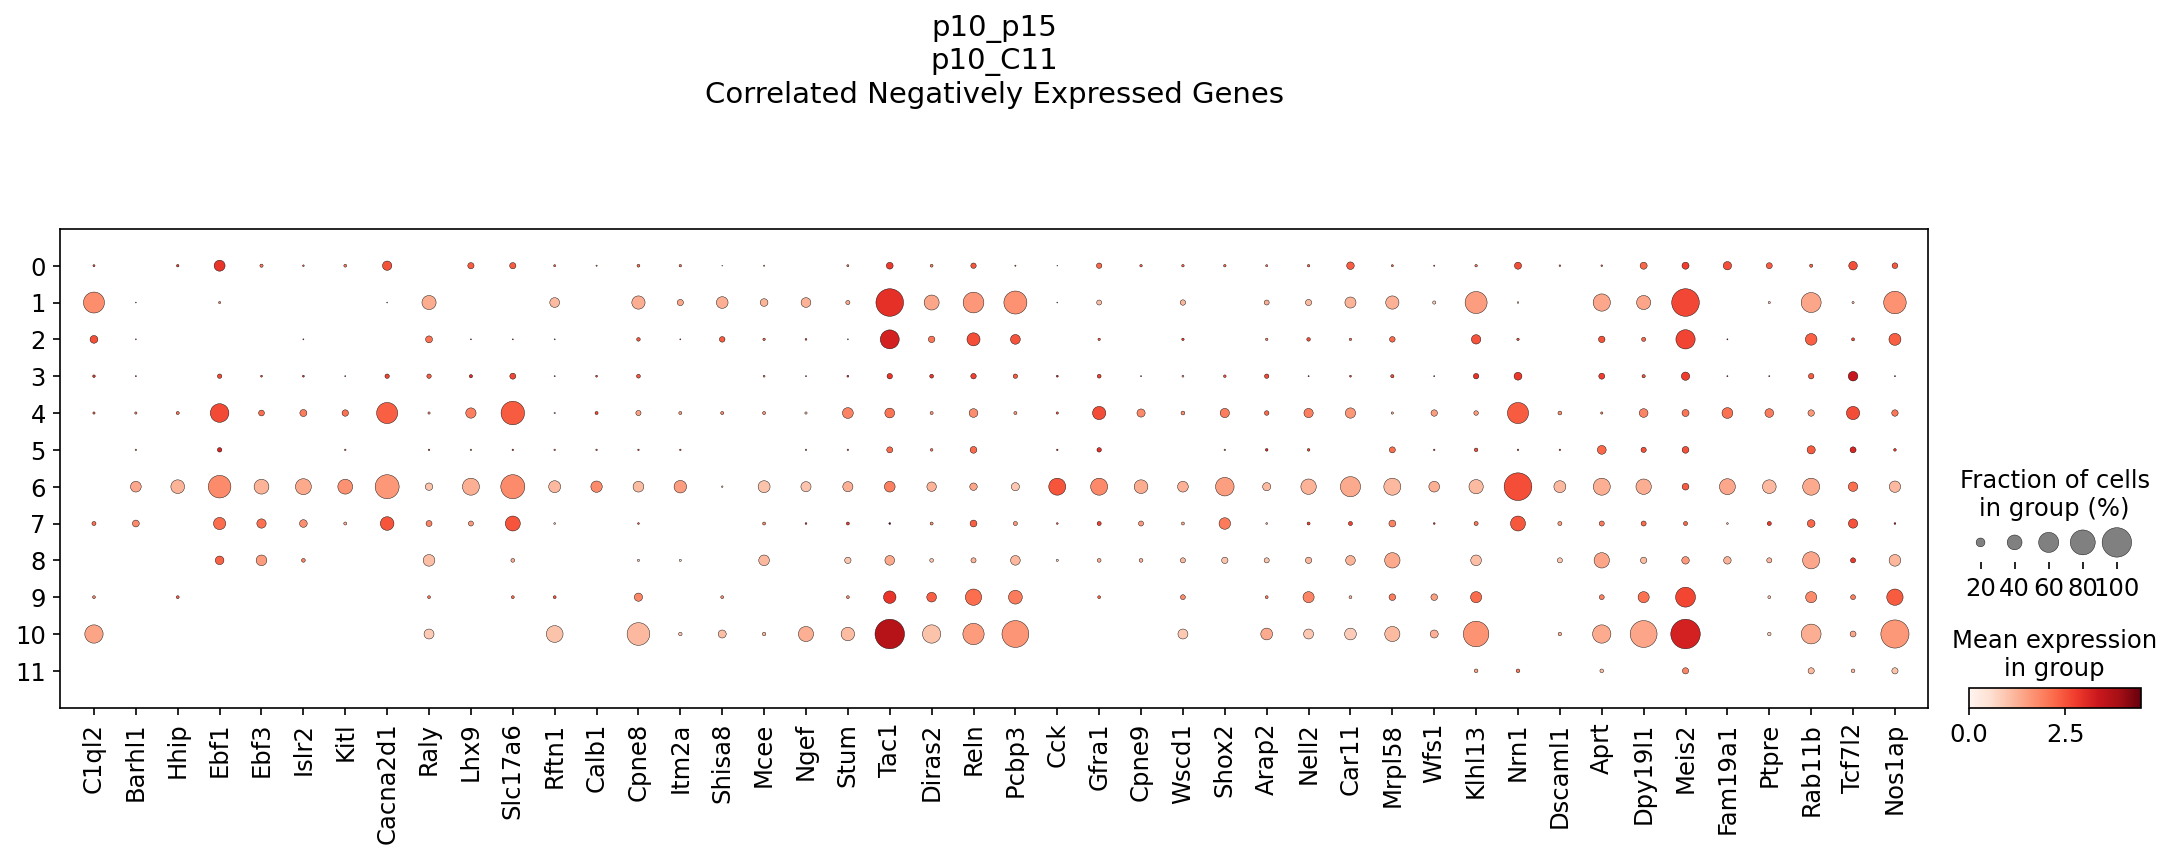 p10_p15
p10_C11
Correlated Negatively Expressed Genes
0
1
2
3
4
5
6
7
8
9
10
11
C1ql2 Barhl1 Hhip Ebf1 Ebf3 Islr2 Kitl Cacna2d1 Raly Lhx9 Slc17a6 Rftn1 Calb1 Cpne8 Itm2a Shisa8 Mcee Ngef Stum Tac1 Diras2 Reln Pcbp3 Cck Gfra1 Cpne9 Wscd1 Shox2 Arap2 Nell2 Car11 Mrpl58 Wfs1 Klhl13 Nrn1 Dscaml1 Aprt Dpy19l1 Meis2 Fam19a1 Ptpre Rab11b Tcf7l2 Nos1ap
Fraction of cells
in group (%)
20 40 60 80 100
Mean expression
in group
0.0 2.5